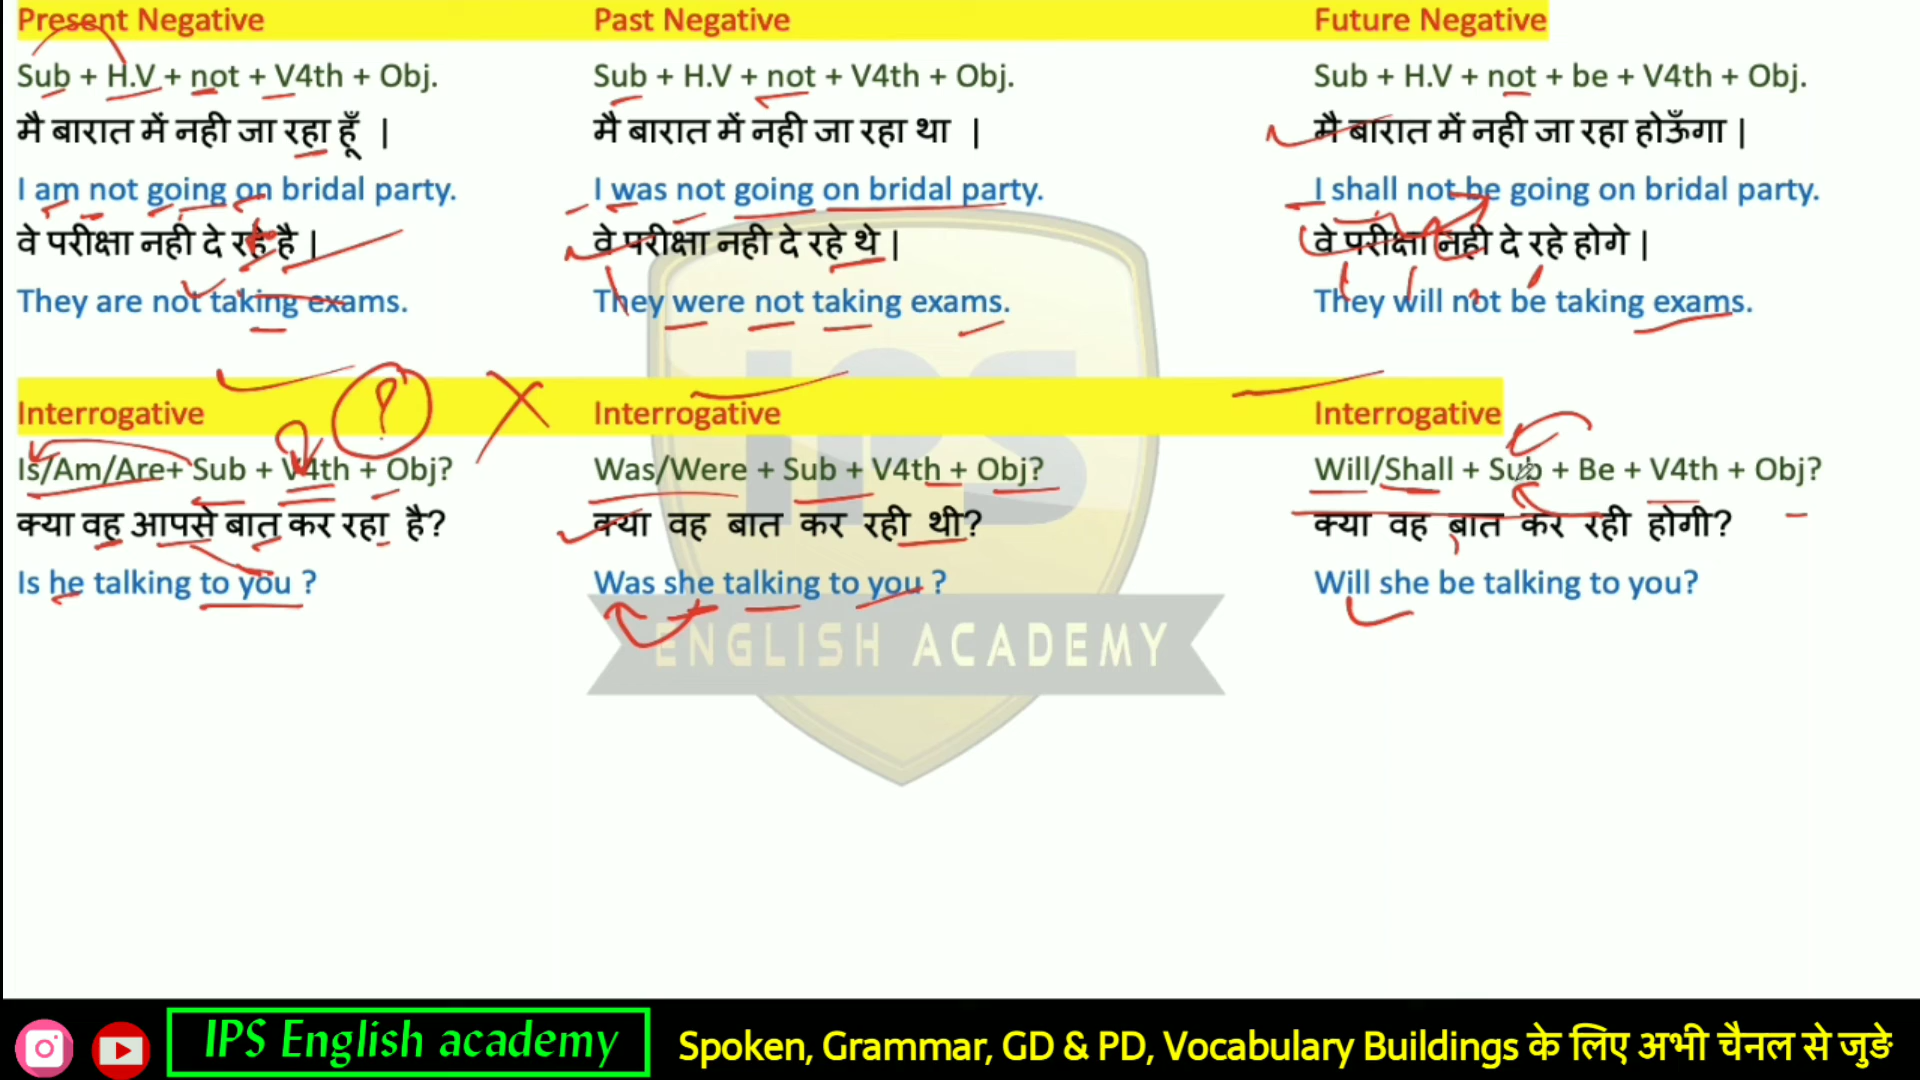 Present Negative Past Negative Future Negative
Sub + H.V + not + V4th + Obj. Sub + H.V + not + V4th + Obj. Sub + H.V + not + be + V4th + Obj.
मै बारात में नही जा रहा हूँ | मै बारात में नही जा रहा था | मै बारात में नही जा रहा होऊँगा |
I am not going on bridal party. I was not going on bridal party. I shall not be going on bridal party.
वे परीक्षा नही दे रहे है | वे परीक्षा नही दे रहे थे | वे परीक्षा नही दे रहे होगे |
They are not taking exams. They were not taking exams. They will not be taking exams.
?
Interrogative Interrogative Interrogative
Is/Am/Are+ Sub + V4th + Obj? Was/Were + Sub + V4th + Obj? Will/Shall + Sub + Be + V4th + Obj?
क्या वह आपसे बात कर रहा है? क्या वह बात कर रही थी? क्या वह बात कर रही होगी?
Is he talking to you ? Was she talking to you ? Will she be talking to you?
IPS
ENGLISH ACADEMY
IPS English academy Spoken, Grammar, GD & PD, Vocabulary Buildings के लिए अभी चैनल से जुङे